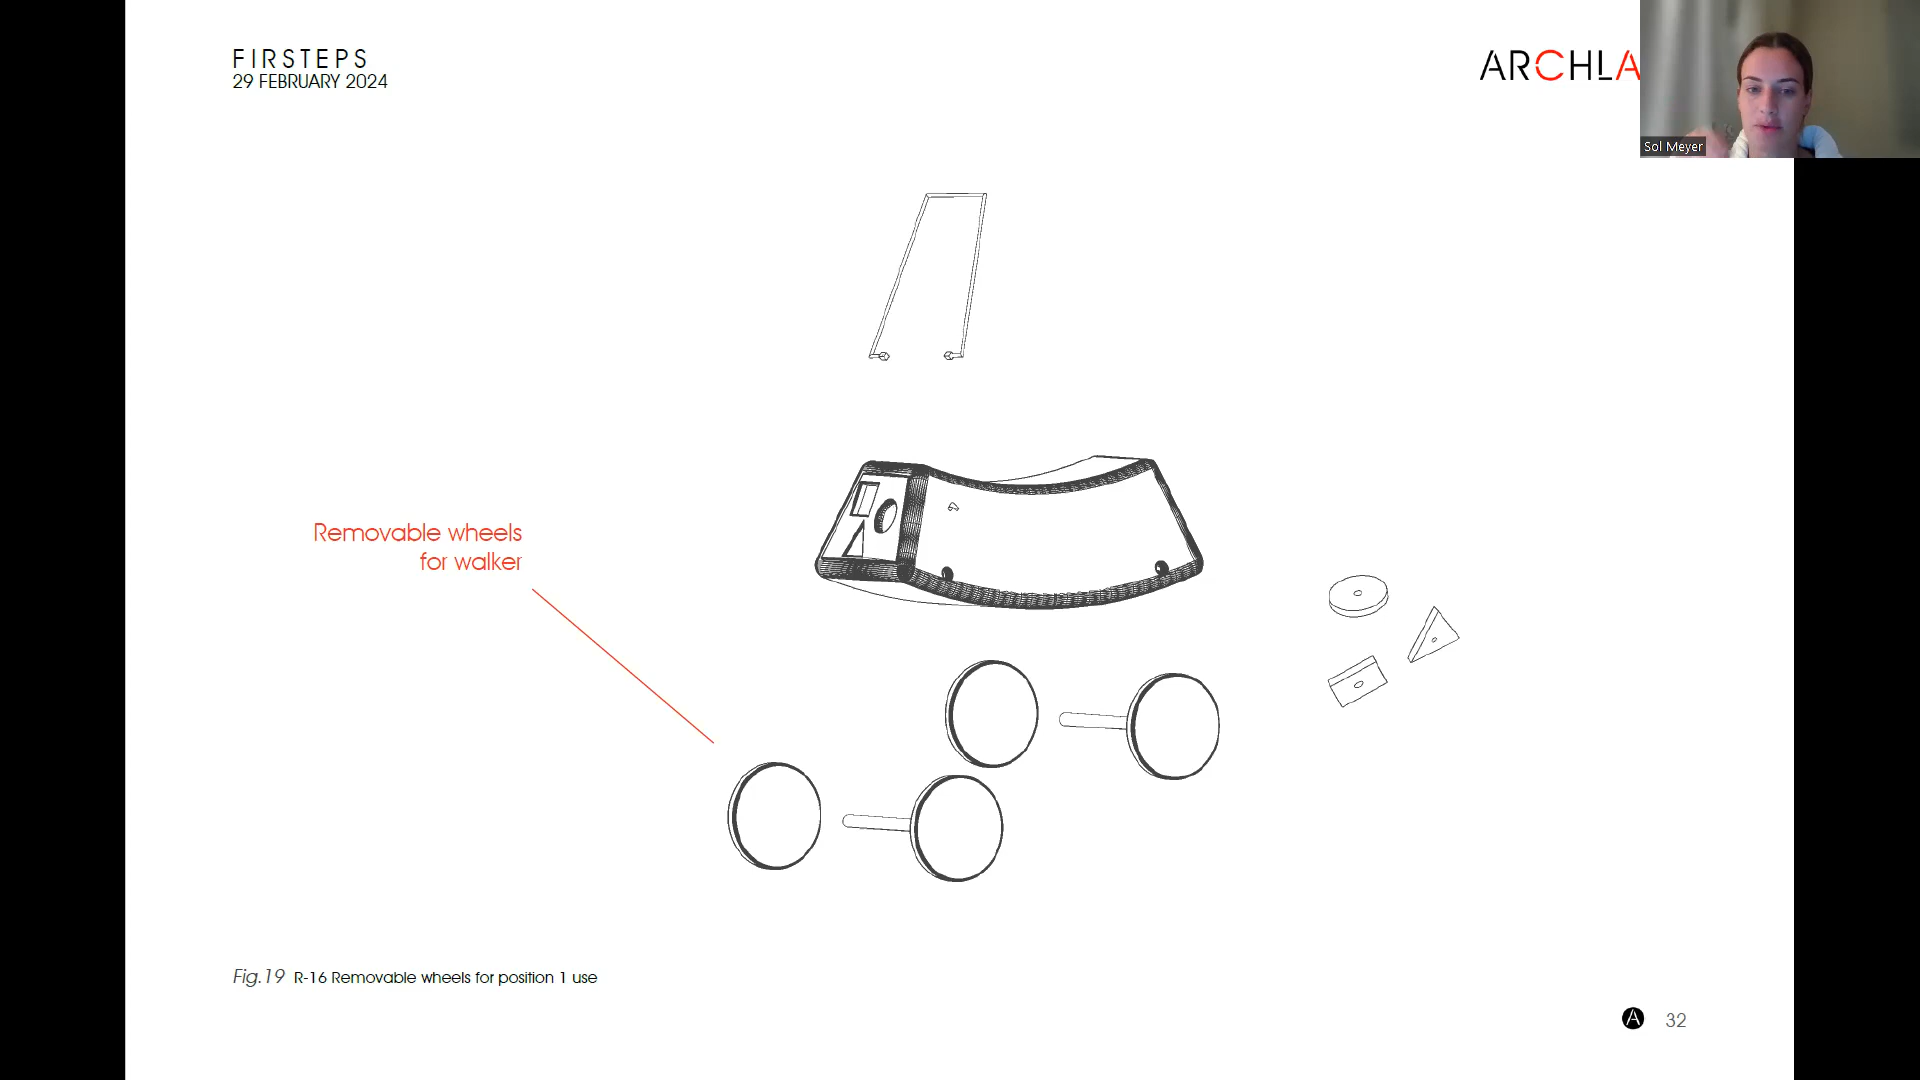 FIRSTEPS
29 FEBRUARY 2024
ARCHLA
Sol Meyer
Removable wheels
for walker
Fig.19 R-16 Removable wheels for position 1 use
A 32